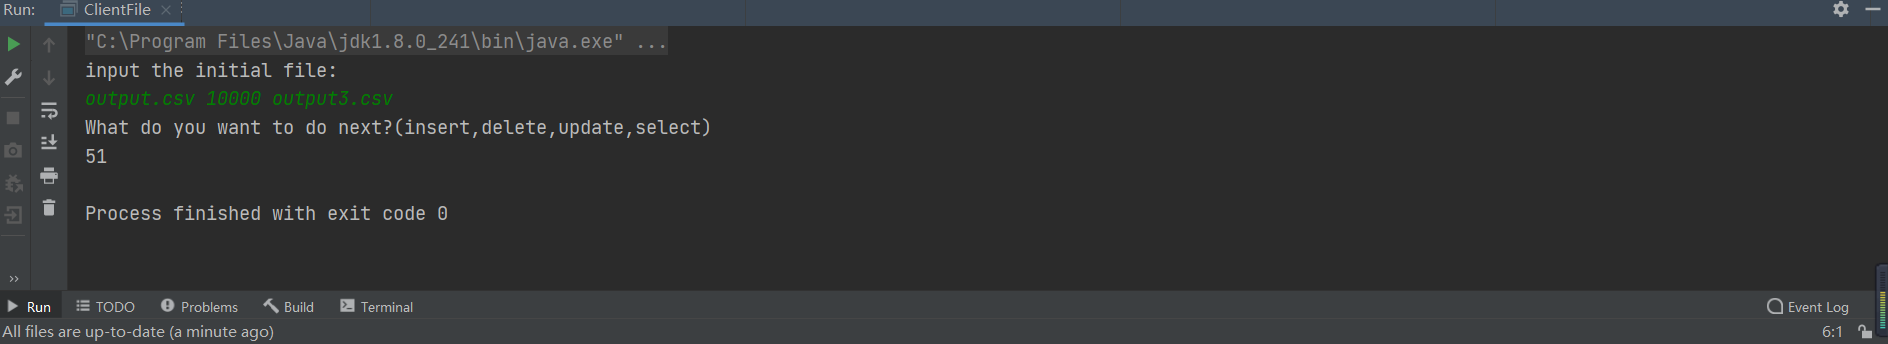 Run: ClientFile
"C:\Program Files\Java\jdk1.8.0_241\bin\java.exe" ...
input the initial file:
output.csv 10000 output3.csv
What do you want to do next?(insert,delete,update,select)
51
Process finished with exit code 0
Run TODO Problems Build Terminal Event Log
All files are up-to-date (a minute ago) 6:1